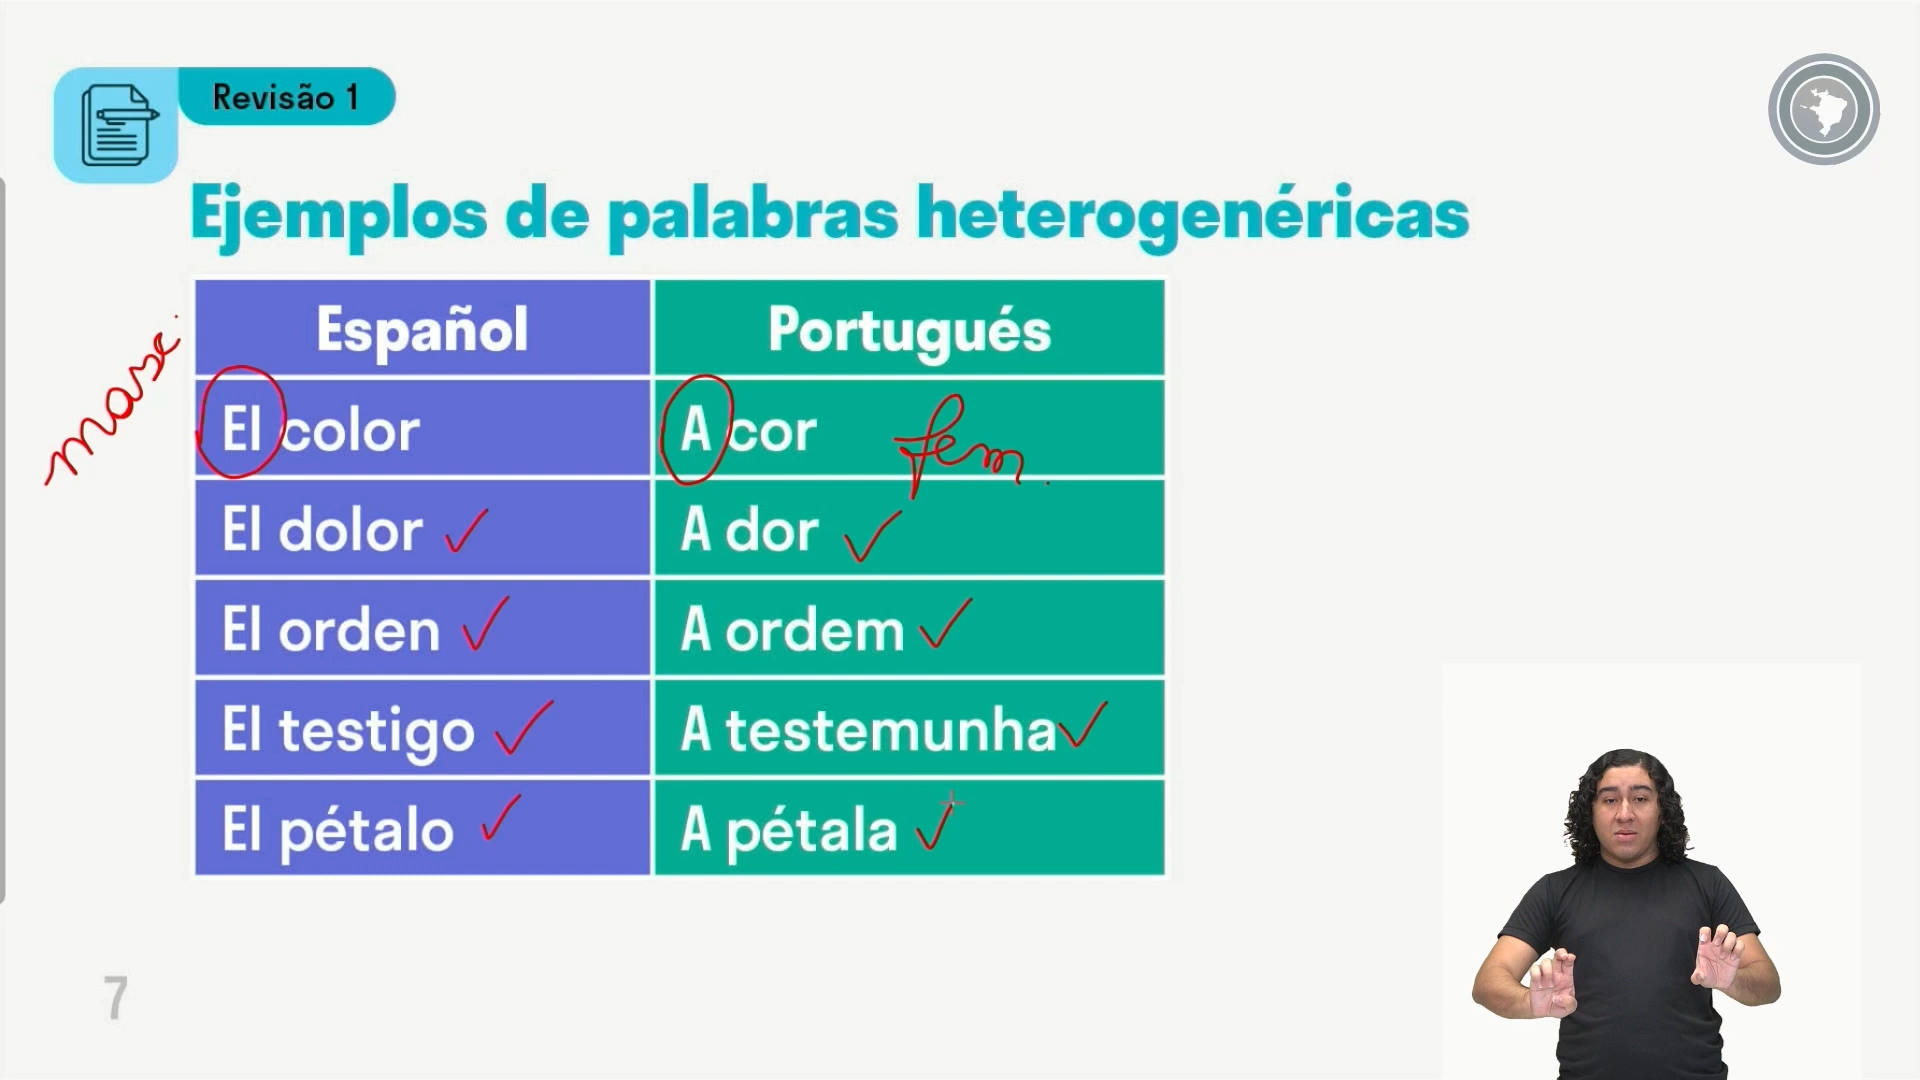 Revisão 1
Ejemplos de palabras heterogenéricas
masc.
Español Portugués
El color A cor fem.
El dolor A dor
El orden A ordem
El testigo A testemunha
El pétalo A pétala
7